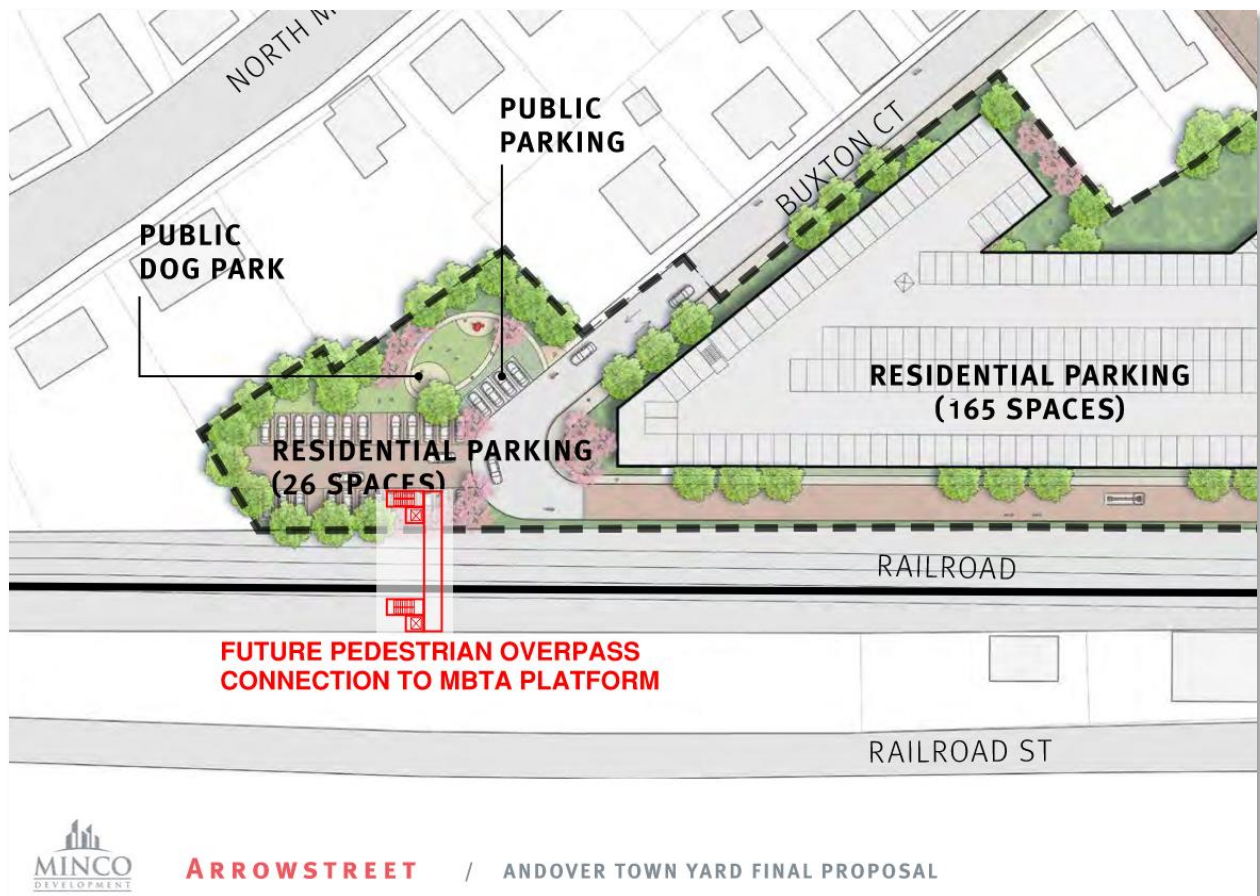 NORTH M
PUBLIC
PARKING
BUXTON CT
PUBLIC
DOG PARK
RESIDENTIAL PARKING
(165 SPACES)
RESIDENTIAL PARKING
(26 SPACES)
RAILROAD
FUTURE PEDESTRIAN OVERPASS
CONNECTION TO MBTA PLATFORM
RAILROAD ST
MINCO
DEVELOPMENT
ARROWSTREET / ANDOVER TOWN YARD FINAL PROPOSAL